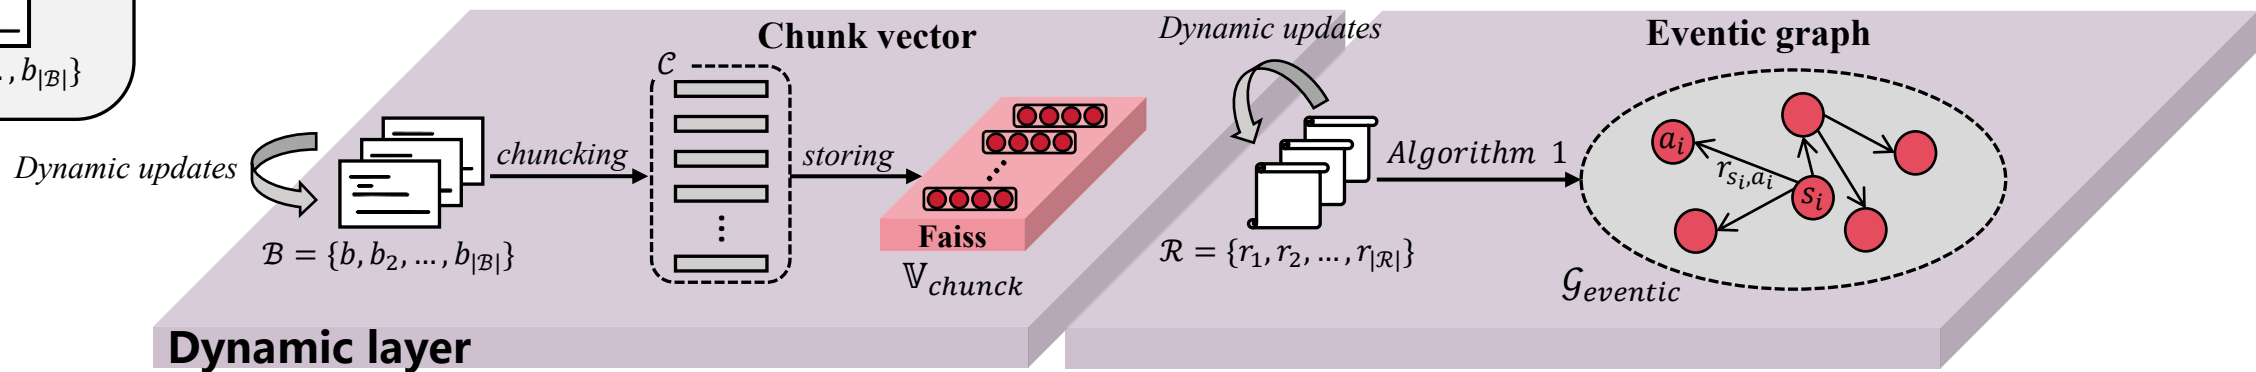 …, b_{|ℬ|}}
Dynamic updates
ℬ = {b, b_2, …, b_{|ℬ|}}
chuncking
𝒞
Chunk vector
storing
Faiss
𝕍_{chunck}
Dynamic updates
ℛ = {r_1, r_2, …, r_{|ℛ|}}
Algorithm 1
Eventic graph
a_i
r_{s_i,a_i}
s_i
𝒢_{eventic}
Dynamic layer